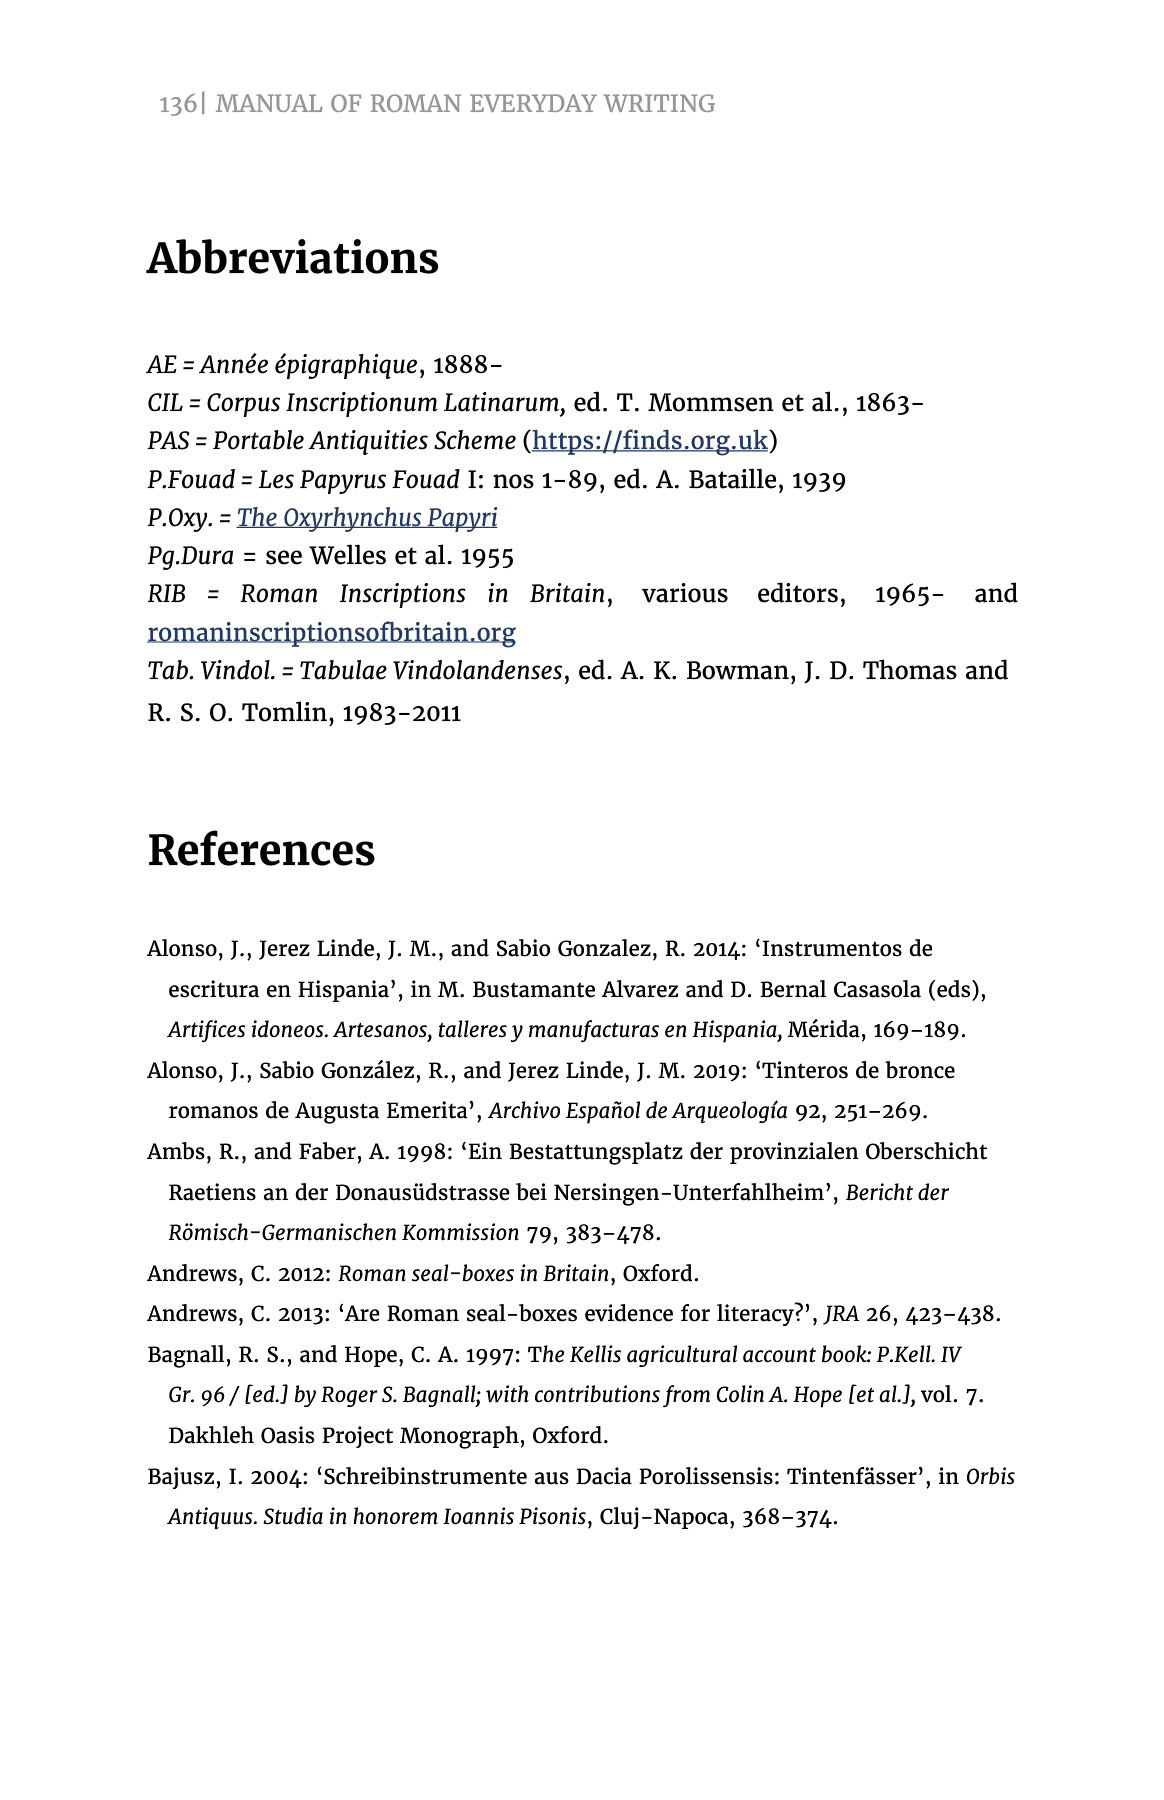 136| MANUAL OF ROMAN EVERYDAY WRITING
Abbreviations
AE = Année épigraphique, 1888–
CIL = Corpus Inscriptionum Latinarum, ed. T. Mommsen et al., 1863–
PAS = Portable Antiquities Scheme (https://finds.org.uk)
P.Fouad = Les Papyrus Fouad I: nos 1–89, ed. A. Bataille, 1939
P.Oxy. = The Oxyrhynchus Papyri
Pg.Dura = see Welles et al. 1955
RIB = Roman Inscriptions in Britain, various editors, 1965– and
romaninscriptionsofbritain.org
Tab. Vindol. = Tabulae Vindolandenses, ed. A. K. Bowman, J. D. Thomas and
R. S. O. Tomlin, 1983–2011
References
Alonso, J., Jerez Linde, J. M., and Sabio Gonzalez, R. 2014: ‘Instrumentos de
escritura en Hispania’, in M. Bustamante Alvarez and D. Bernal Casasola (eds),
Artifices idoneos. Artesanos, talleres y manufacturas en Hispania, Mérida, 169–189.
Alonso, J., Sabio González, R., and Jerez Linde, J. M. 2019: ‘Tinteros de bronce
romanos de Augusta Emerita’, Archivo Español de Arqueología 92, 251–269.
Ambs, R., and Faber, A. 1998: ‘Ein Bestattungsplatz der provinzialen Oberschicht
Raetiens an der Donausüdstrasse bei Nersingen-Unterfahlheim’, Bericht der
Römisch-Germanischen Kommission 79, 383–478.
Andrews, C. 2012: Roman seal-boxes in Britain, Oxford.
Andrews, C. 2013: ‘Are Roman seal-boxes evidence for literacy?’, JRA 26, 423–438.
Bagnall, R. S., and Hope, C. A. 1997: The Kellis agricultural account book: P.Kell. IV
Gr. 96 / [ed.] by Roger S. Bagnall; with contributions from Colin A. Hope [et al.], vol. 7.
Dakhleh Oasis Project Monograph, Oxford.
Bajusz, I. 2004: ‘Schreibinstrumente aus Dacia Porolissensis: Tintenfässer’, in Orbis
Antiquus. Studia in honorem Ioannis Pisonis, Cluj-Napoca, 368–374.